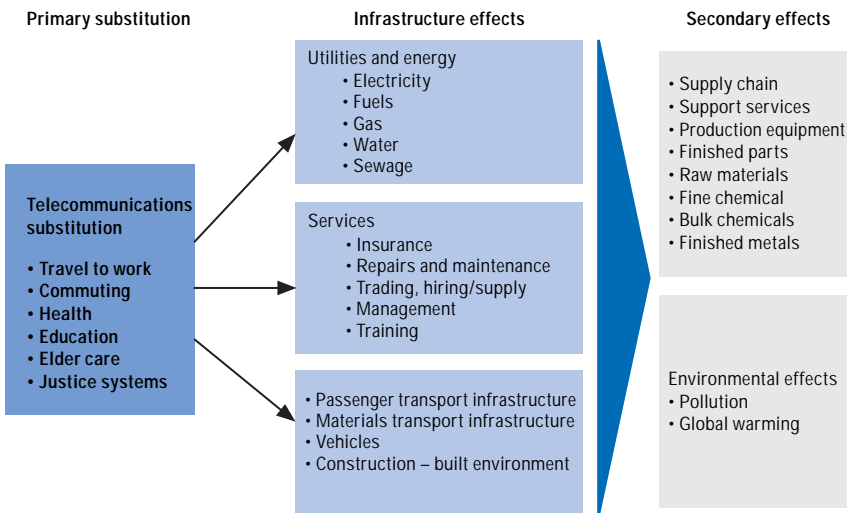 Primary substitution
Infrastructure effects
Secondary effects
Telecommunications
substitution
• Travel to work
• Commuting
• Health
• Education
• Elder care
• Justice systems
Utilities and energy
• Electricity
• Fuels
• Gas
• Water
• Sewage
Services
• Insurance
• Repairs and maintenance
• Trading, hiring/supply
• Management
• Training
• Passenger transport infrastructure
• Materials transport infrastructure
• Vehicles
• Construction – built environment
• Supply chain
• Support services
• Production equipment
• Finished parts
• Raw materials
• Fine chemical
• Bulk chemicals
• Finished metals
Environmental effects
• Pollution
• Global warming